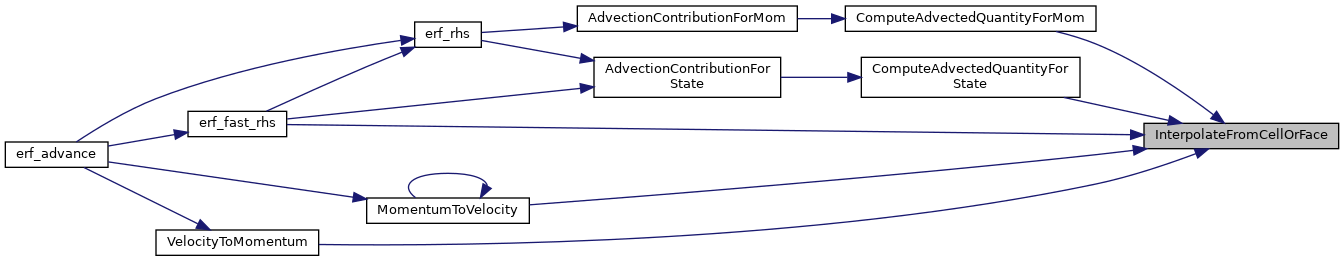 AdvectionContributionForMom
ComputeAdvectedQuantityForMom
erf_rhs
AdvectionContributionFor
State
ComputeAdvectedQuantityFor
State
erf_fast_rhs
InterpolateFromCellOrFace
erf_advance
MomentumToVelocity
VelocityToMomentum